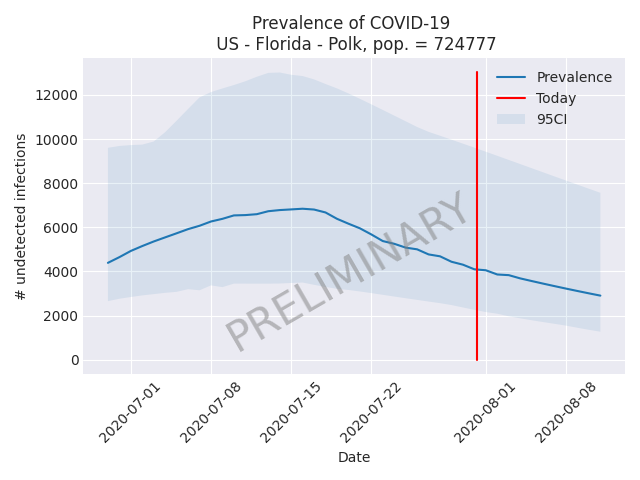 Prevalence of COVID-19
US - Florida - Polk, pop. = 724777
# undetected infections
12000
10000
8000
6000
4000
2000
0
Prevalence
Today
95CI
PRELIMINARY
2020-07-01
2020-07-08
2020-07-15
2020-07-22
2020-08-01
2020-08-08
Date